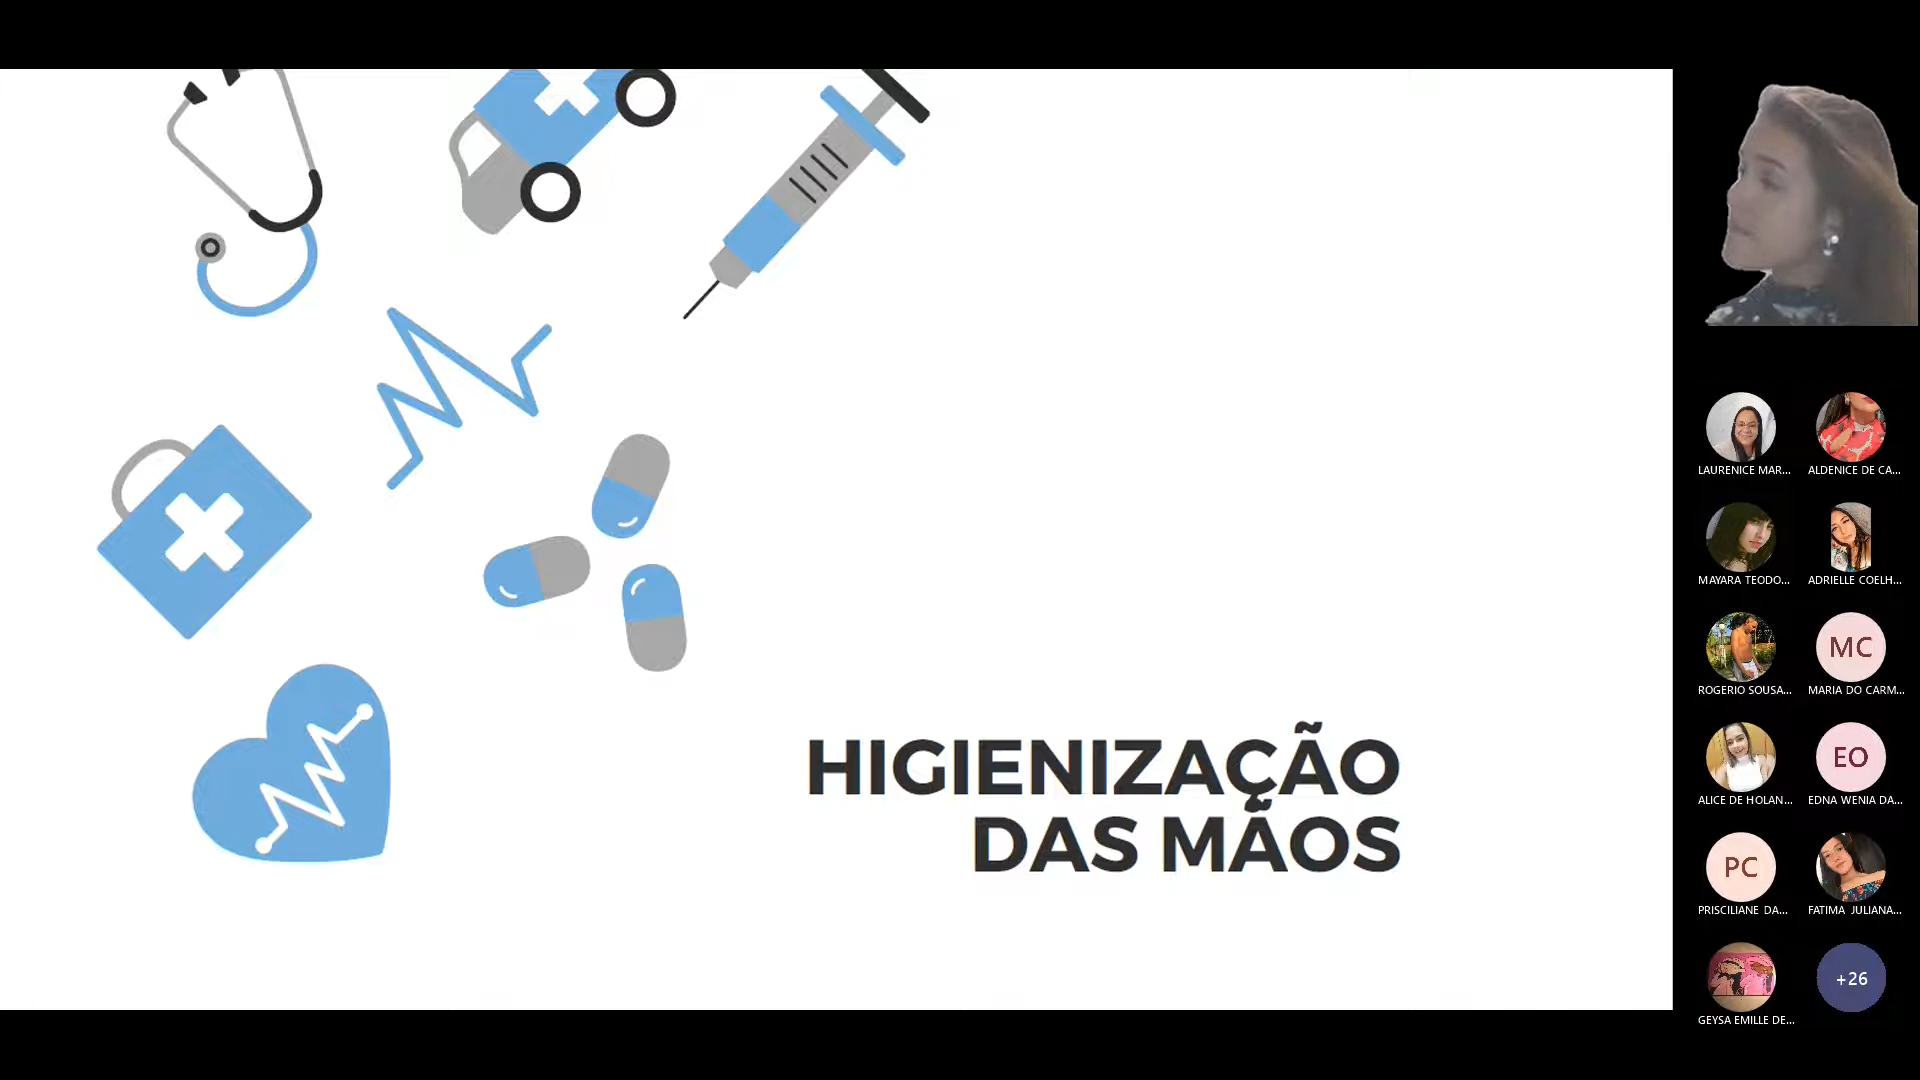 HIGIENIZAÇÃO
DAS MÃOS
LAURENICE MAR...
ALDENICE DE CA...
MAYARA TEODO...
ADRIELLE COELH...
ROGERIO SOUSA...
MC
MARIA DO CARM...
ALICE DE HOLAN...
EO
EDNA WENIA DA...
PC
PRISCILIANE DA...
FATIMA JULIANA...
GEYSA EMILLE DE...
+26